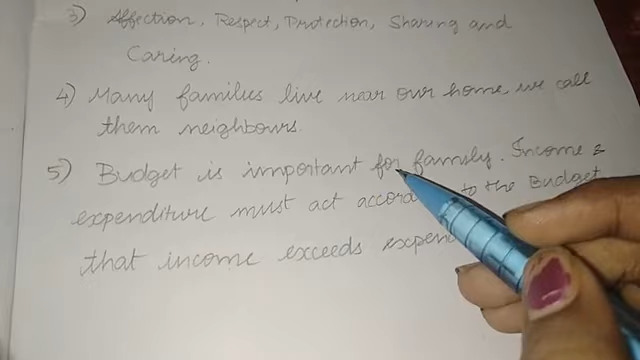 3) Affection, Respect, Protection, Sharing and
Caring.
4) Many families live near our home, we call
them neighbours.
5) Budget is important for family. Income &
expenditure must act accor to the Budget
that income exceeds